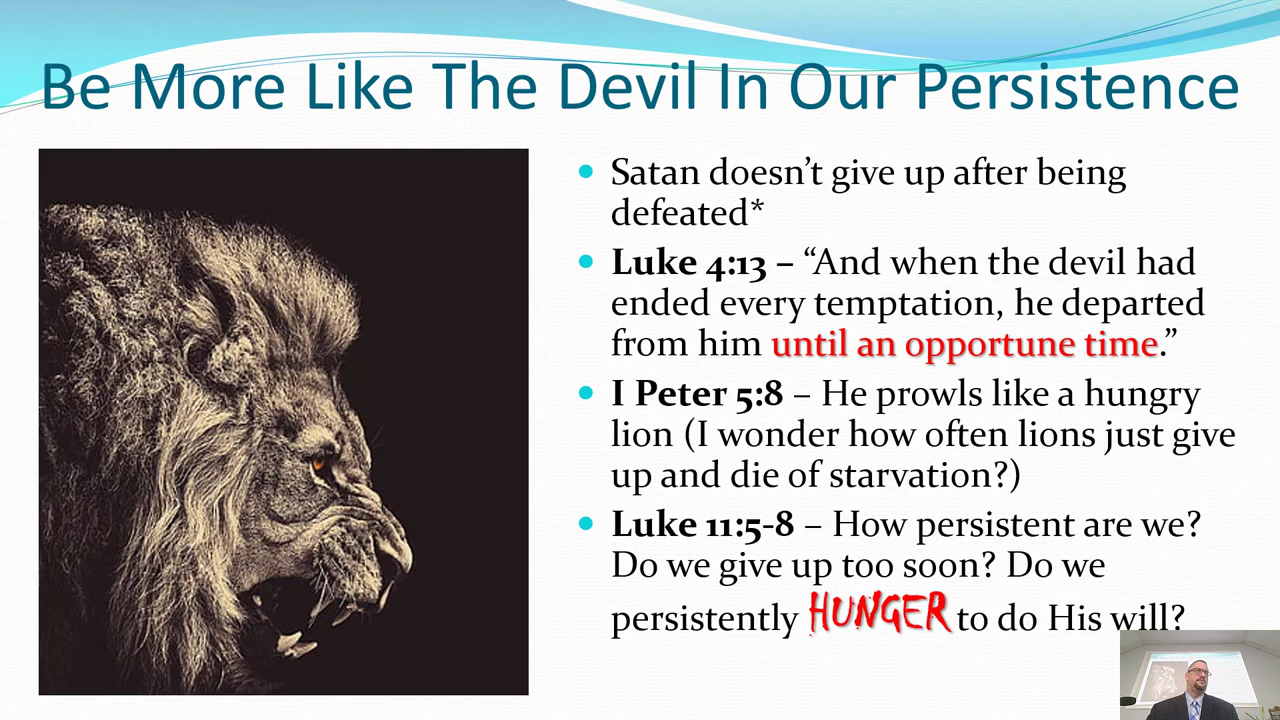 Be More Like The Devil In Our Persistence
• Satan doesn’t give up after being
defeated*
• Luke 4:13 – “And when the devil had
ended every temptation, he departed
from him until an opportune time.”
• I Peter 5:8 – He prowls like a hungry
lion (I wonder how often lions just give
up and die of starvation?)
• Luke 11:5-8 – How persistent are we?
Do we give up too soon? Do we
persistently HUNGER to do His will?